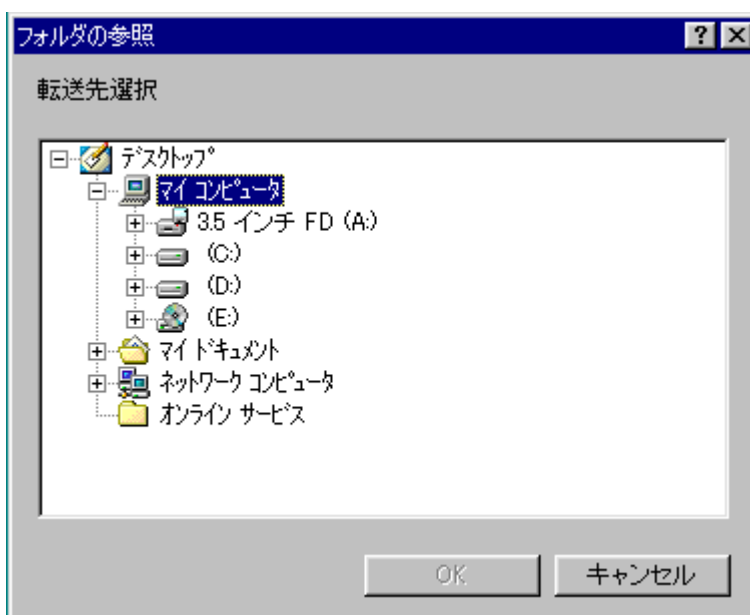 フォルダの参照
転送先選択
デスクトップ
マイ コンピュータ
3.5 インチ FD (A:)
(C:)
(D:)
(E:)
マイ ドキュメント
ネットワーク コンピュータ
オンライン サービス
OK キャンセル